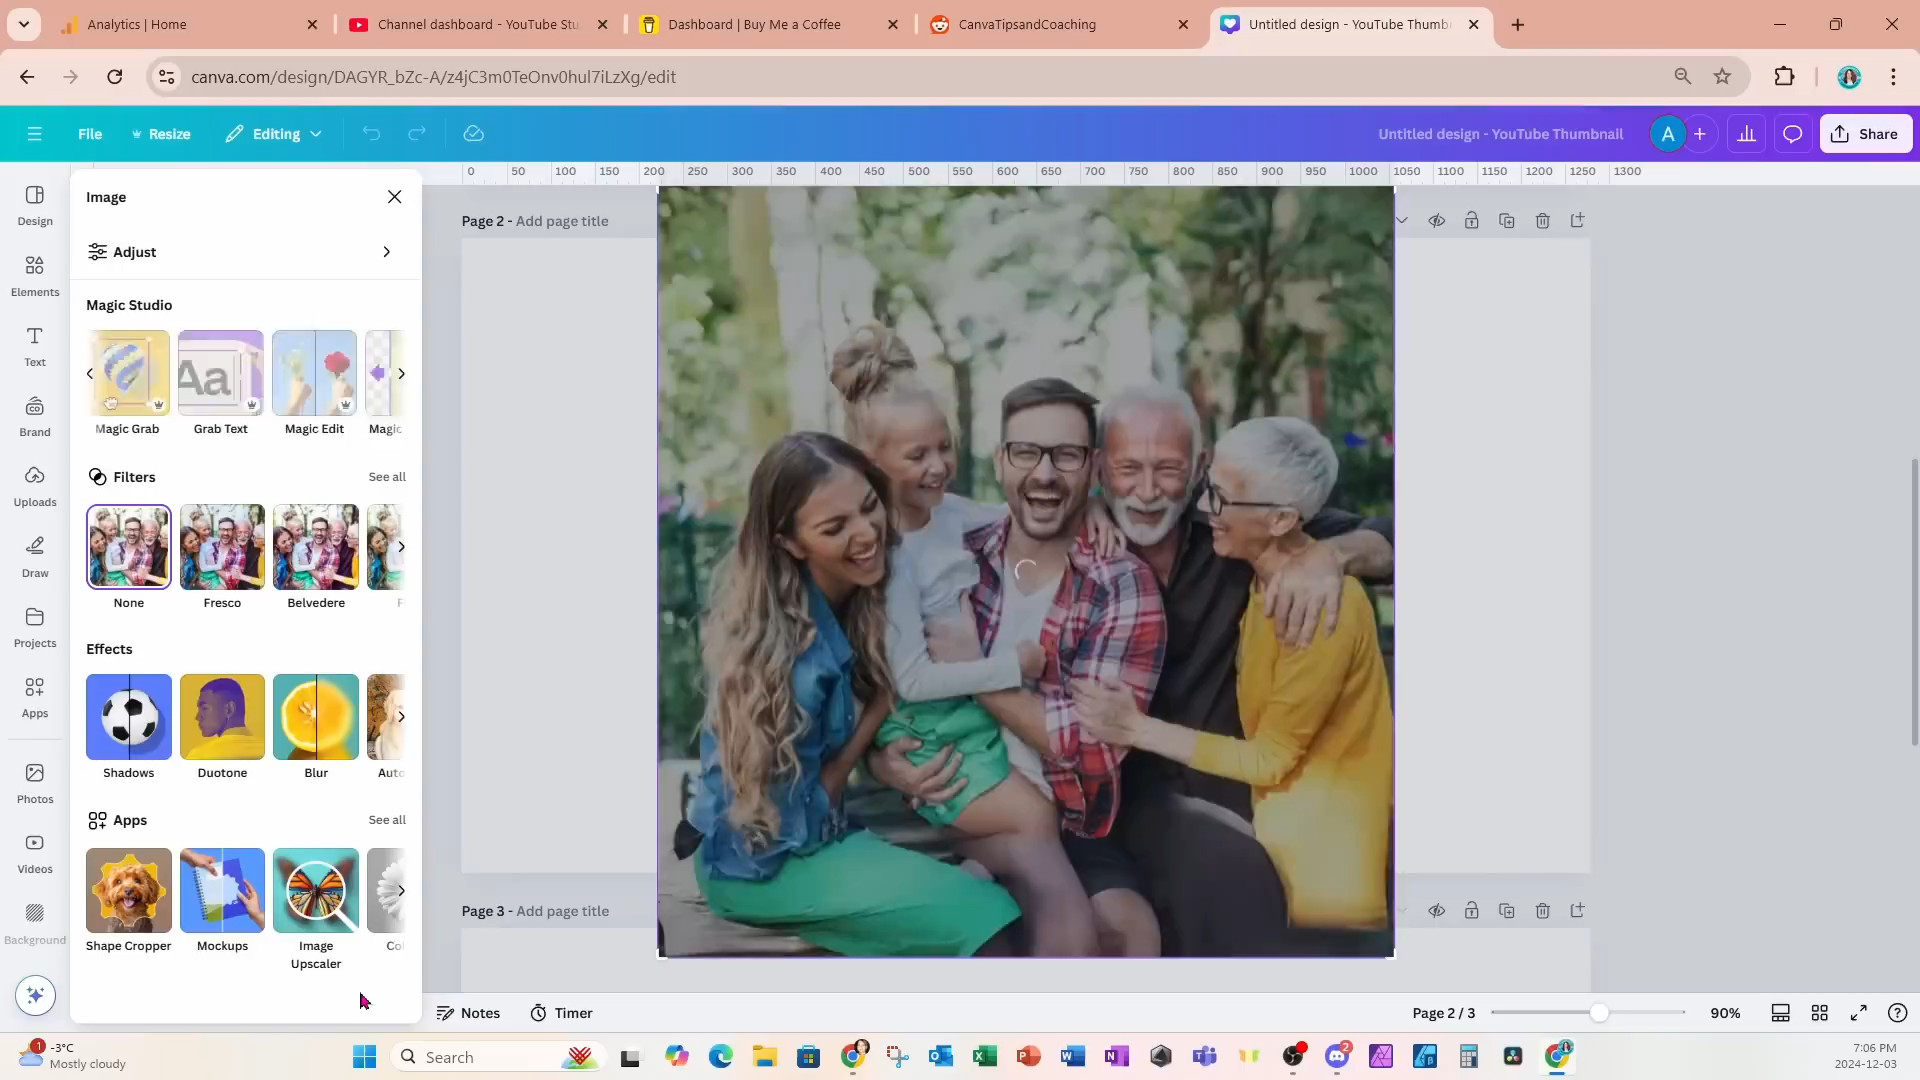 Analytics | Home
Channel dashboard - YouTube Stu
Dashboard | Buy Me a Coffee
CanvaTipsandCoaching
Untitled design - YouTube Thumb
canva.com/design/DAGYR_bZc-A/z4jC3m0TeOnv0hul7iLzXg/edit
File
Resize
Editing
Untitled design - YouTube Thumbnail
A
Share
0 50 100 150 200 250 300 350 400 450 500 550 600 650 700 750 800 850 900 950 1000 1050 1100 1150 1200 1250 1300
Design
Elements
Text
Brand
Uploads
Draw
Projects
Apps
Photos
Videos
Background
Image
Adjust
Magic Studio
Aa
Magic Grab
Grab Text
Magic Edit
Magic
Filters
See all
None
Fresco
Belvedere
F
Effects
Shadows
Duotone
Blur
Auto
Apps
See all
Shape Cropper
Mockups
Image
Upscaler
Col
Page 2 - Add page title
Page 3 - Add page title
Notes
Timer
Page 2 / 3
90%
1
-3°C
Mostly cloudy
Search
2
7:06 PM
2024-12-03